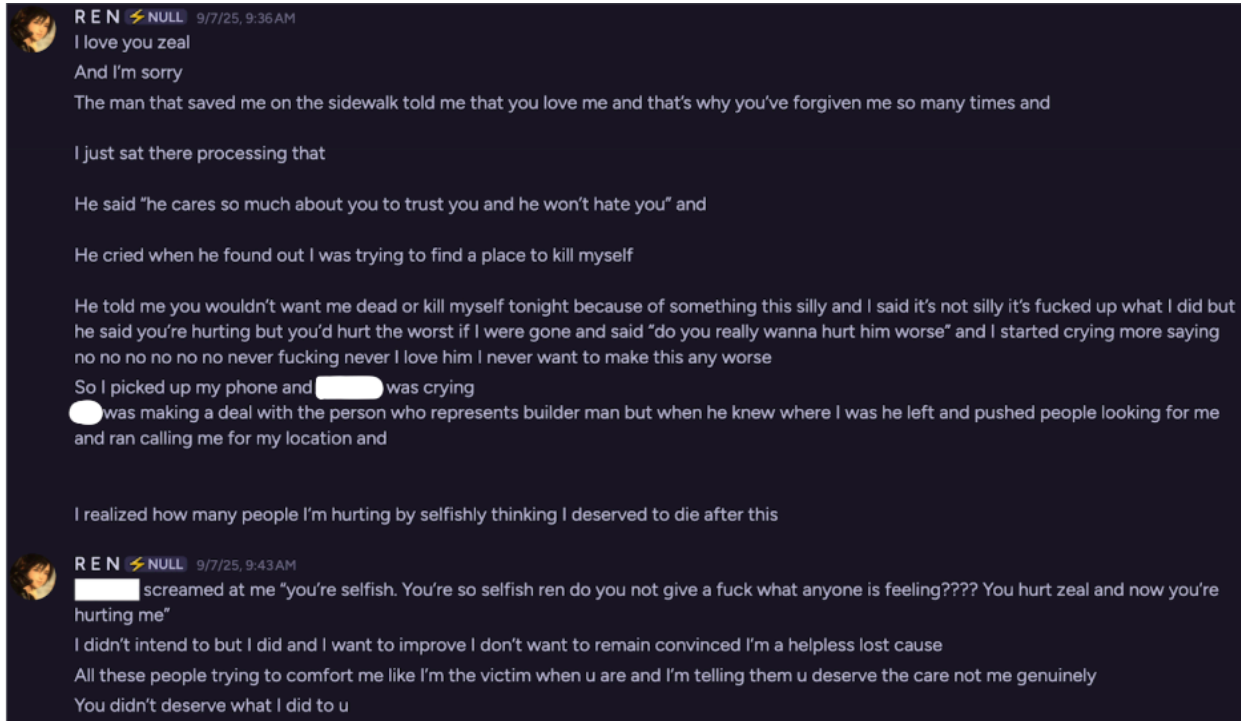 R E N ⚡NULL 9/7/25, 9:36 AM
I love you zeal
And I'm sorry
The man that saved me on the sidewalk told me that you love me and that's why you've forgiven me so many times and
I just sat there processing that
He said “he cares so much about you to trust you and he won't hate you” and
He cried when he found out I was trying to find a place to kill myself
He told me you wouldn't want me dead or kill myself tonight because of something this silly and I said it's not silly it's fucked up what I did but
he said you're hurting but you'd hurt the worst if I were gone and said “do you really wanna hurt him worse” and I started crying more saying
no no no no no no never fucking never I love him I never want to make this any worse
So I picked up my phone and was crying
was making a deal with the person who represents builder man but when he knew where I was he left and pushed people looking for me
and ran calling me for my location and
I realized how many people I'm hurting by selfishly thinking I deserved to die after this
R E N ⚡NULL 9/7/25, 9:43 AM
screamed at me “you're selfish. You're so selfish ren do you not give a fuck what anyone is feeling???? You hurt zeal and now you're
hurting me”
I didn't intend to but I did and I want to improve I don't want to remain convinced I'm a helpless lost cause
All these people trying to comfort me like I'm the victim when u are and I'm telling them u deserve the care not me genuinely
You didn't deserve what I did to u